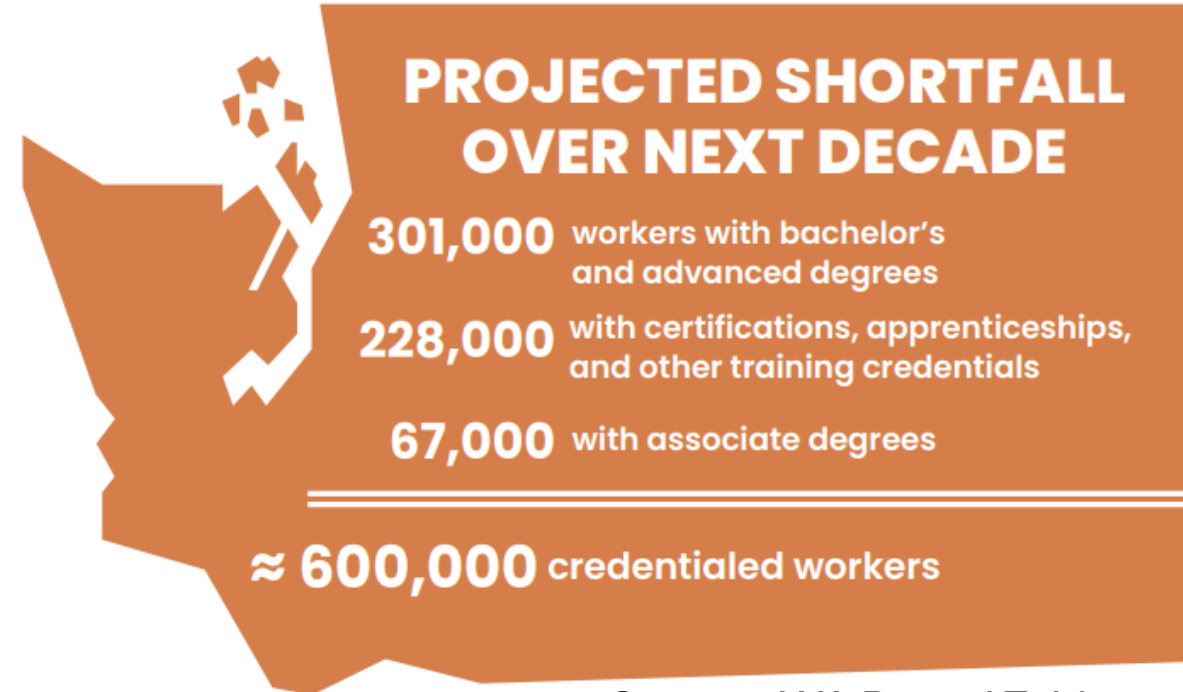 PROJECTED SHORTFALL
OVER NEXT DECADE
301,000 workers with bachelor’s
and advanced degrees
228,000 with certifications, apprenticeships,
and other training credentials
67,000 with associate degrees
≈ 600,000 credentialed workers